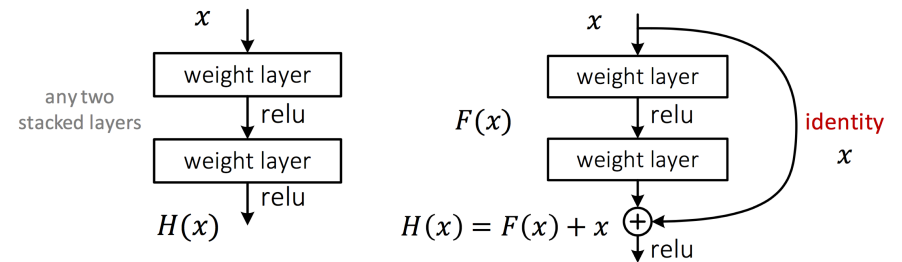 x
weight layer
any two
stacked layers
relu
weight layer
relu
H(x)
x
weight layer
F(x)
relu
identity
x
weight layer
H(x) = F(x) + x
+
relu